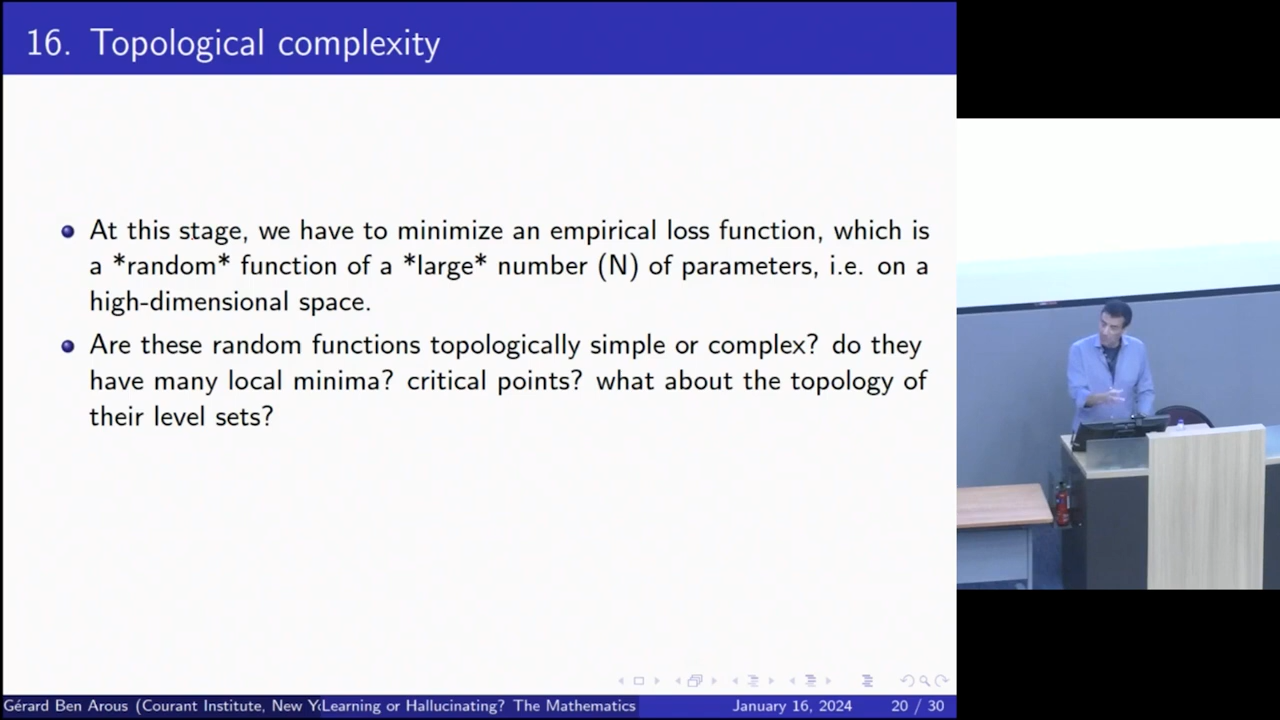 16. Topological complexity
At this stage, we have to minimize an empirical loss function, which is
a *random* function of a *large* number (N) of parameters, i.e. on a
high-dimensional space.
Are these random functions topologically simple or complex? do they
have many local minima? critical points? what about the topology of
their level sets?
Gérard Ben Arous (Courant Institute, New Y Learning or Hallucinating? The Mathematics January 16, 2024 20 / 30